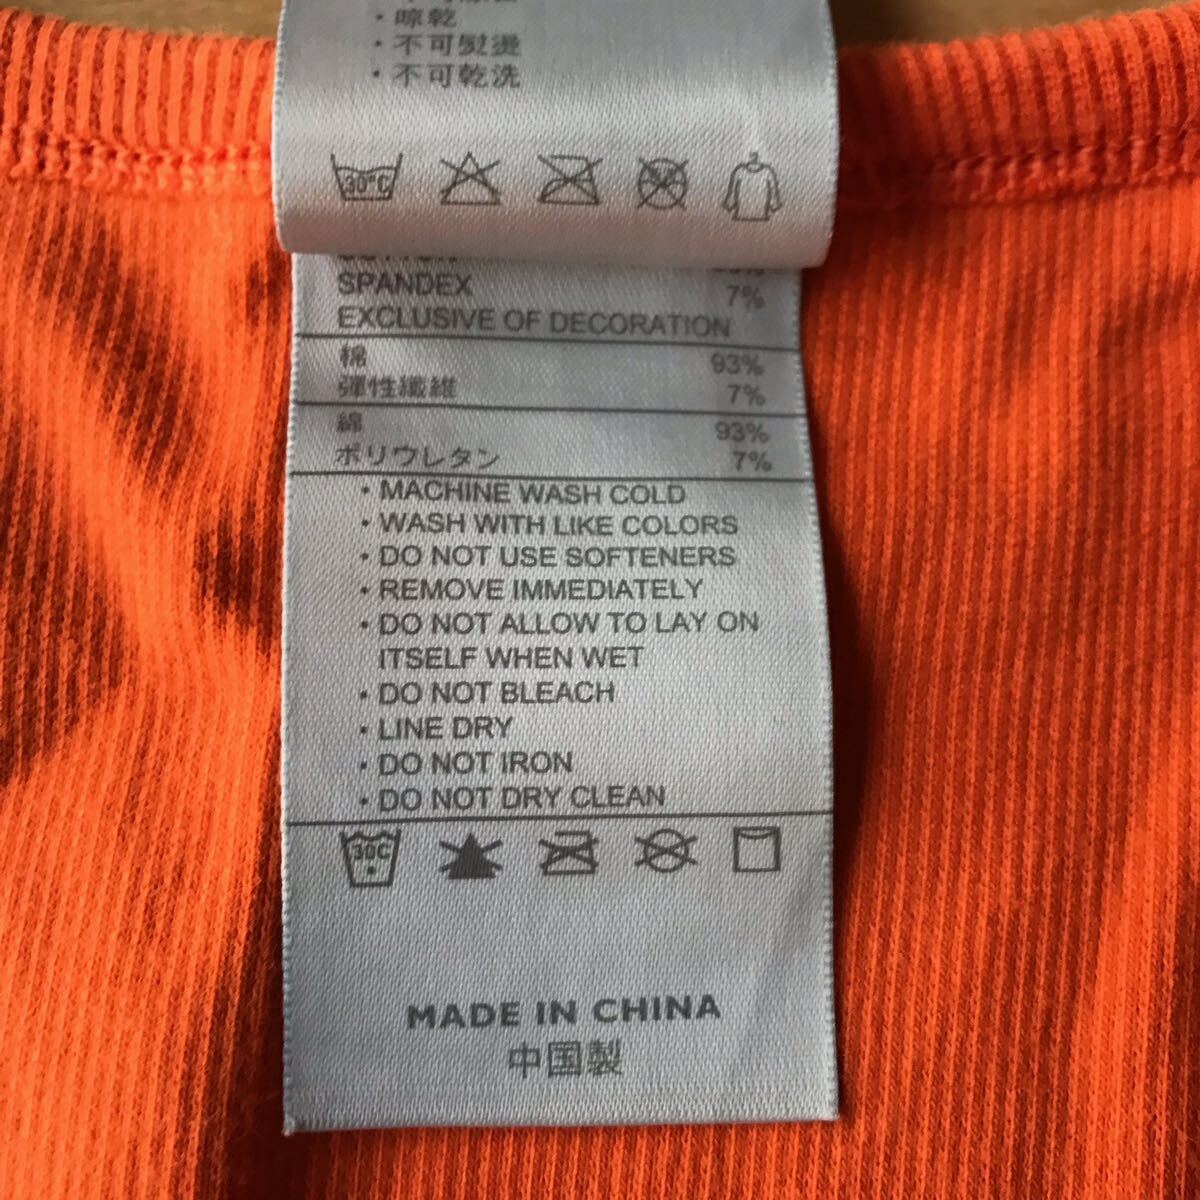 ・晾乾
・不可熨燙
・不可乾洗
30°C
SPANDEX 7%
EXCLUSIVE OF DECORATION
棉 93%
彈性纖維 7%
綿 93%
ポリウレタン 7%
・MACHINE WASH COLD
・WASH WITH LIKE COLORS
・DO NOT USE SOFTENERS
・REMOVE IMMEDIATELY
・DO NOT ALLOW TO LAY ON
ITSELF WHEN WET
・DO NOT BLEACH
・LINE DRY
・DO NOT IRON
・DO NOT DRY CLEAN
30C
MADE IN CHINA
中国製